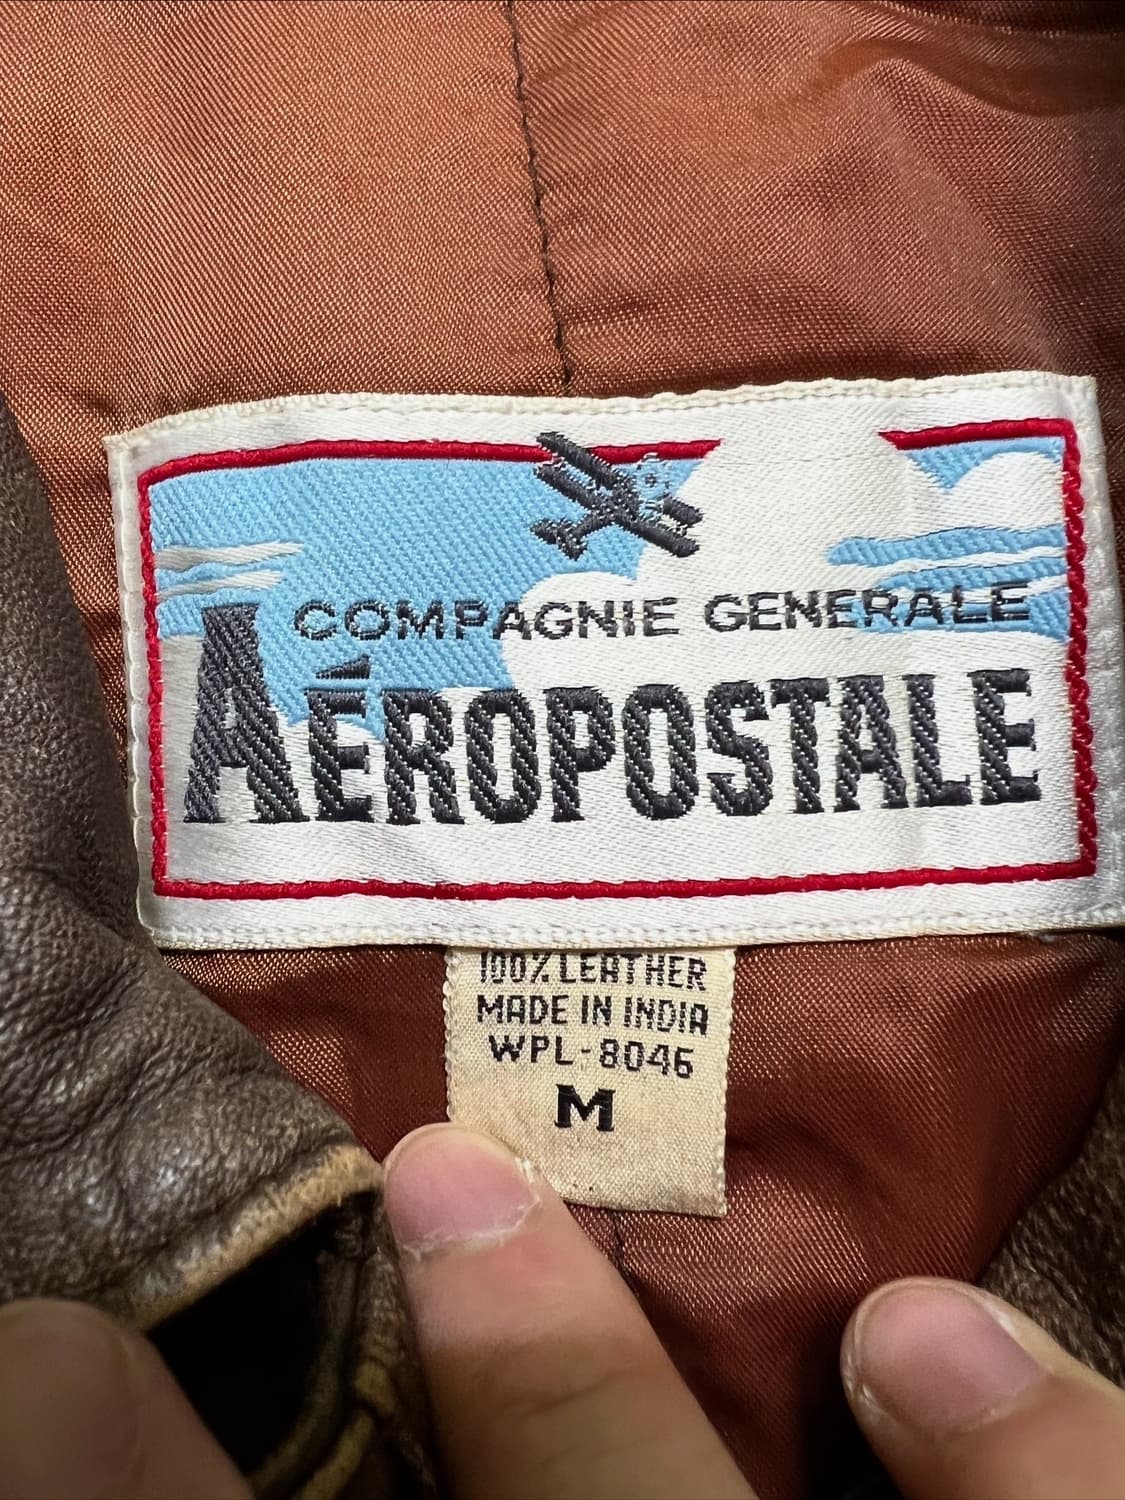 COMPAGNIE GENERALE
AÉROPOSTALE
100% LEATHER
MADE IN INDIA
WPL-8046
M